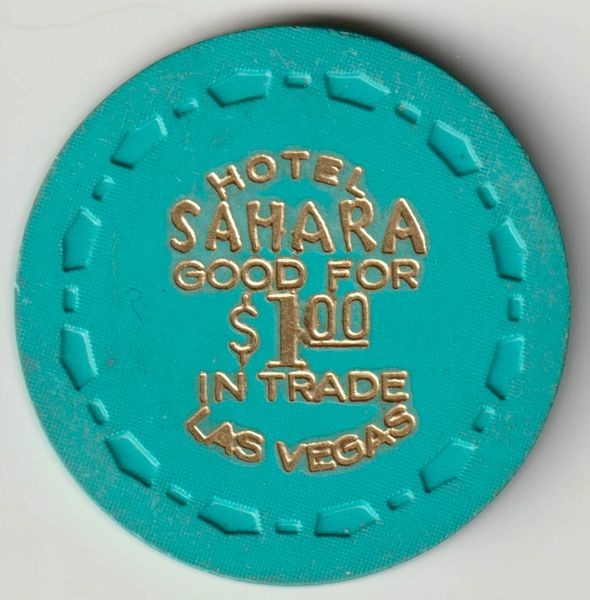 HOTEL
SAHARA
GOOD FOR
$1.00
IN TRADE
LAS VEGAS